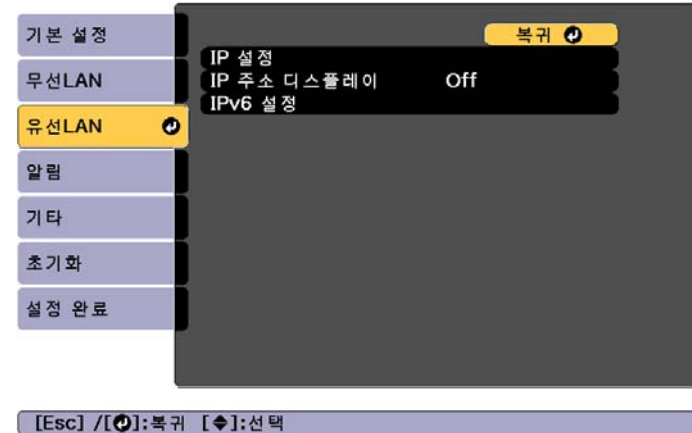 기본 설정
무선LAN
유선LAN
알림
기타
초기화
설정 완료
복귀
IP 설정
IP 주소 디스플레이 Off
IPv6 설정
[Esc] /[⏎]:복귀 [◆]:선택